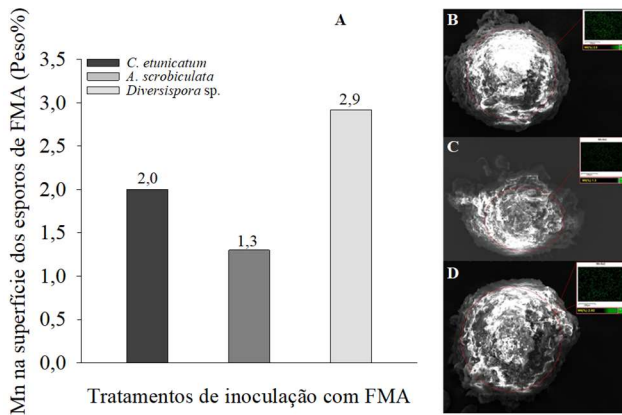 A
Mn na superfície dos esporos de FMA (Peso%)
3,5
3,0
2,5
2,0
1,5
1,0
0,5
0,0
C. etunicatum
A. scrobiculata
Diversispora sp.
2,0
1,3
2,9
Tratamentos de inoculação com FMA
B
C
D